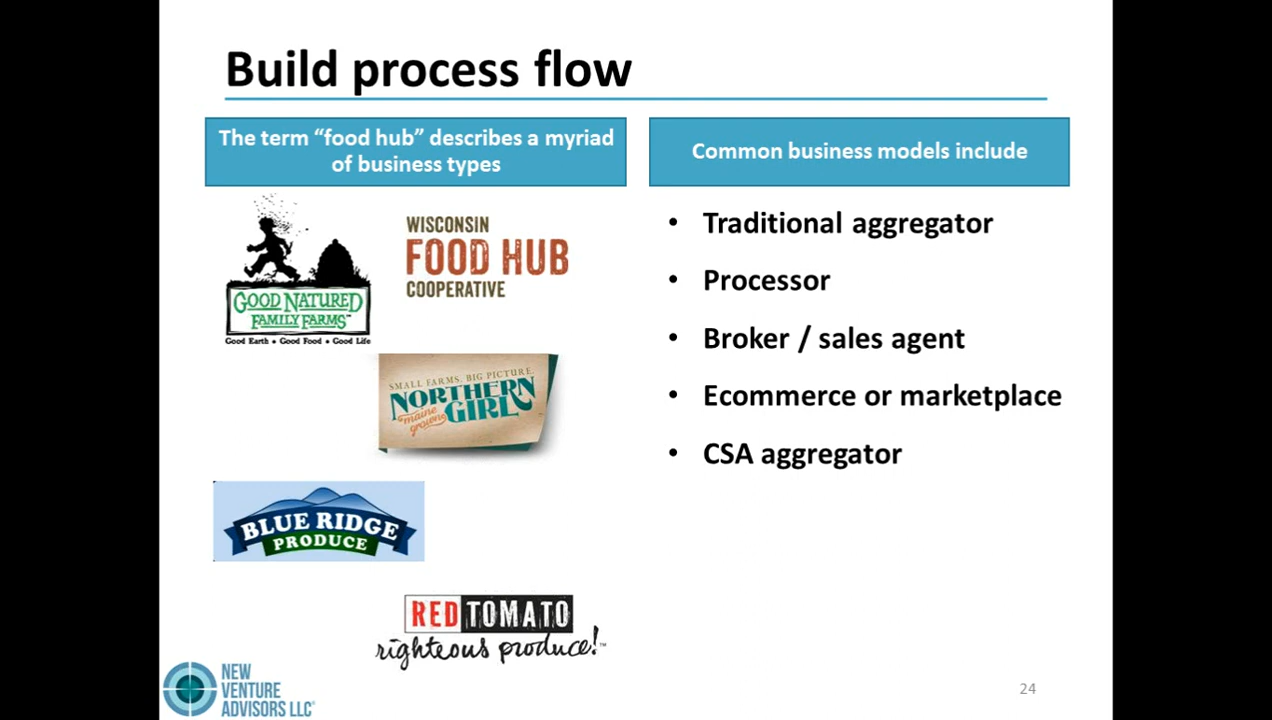 Build process flow
The term “food hub” describes a myriad
of business types
Common business models include
GOOD NATURED
FAMILY FARMS™
Good Earth • Good Food • Good Life
WISCONSIN
FOOD HUB
COOPERATIVE
SMALL FARMS. BIG PICTURE.
NORTHERN
GIRL
maine
grown
BLUE RIDGE
PRODUCE
RED TOMATO
righteous produce!™
• Traditional aggregator
• Processor
• Broker / sales agent
• Ecommerce or marketplace
• CSA aggregator
NEW
VENTURE
ADVISORS LLC
24